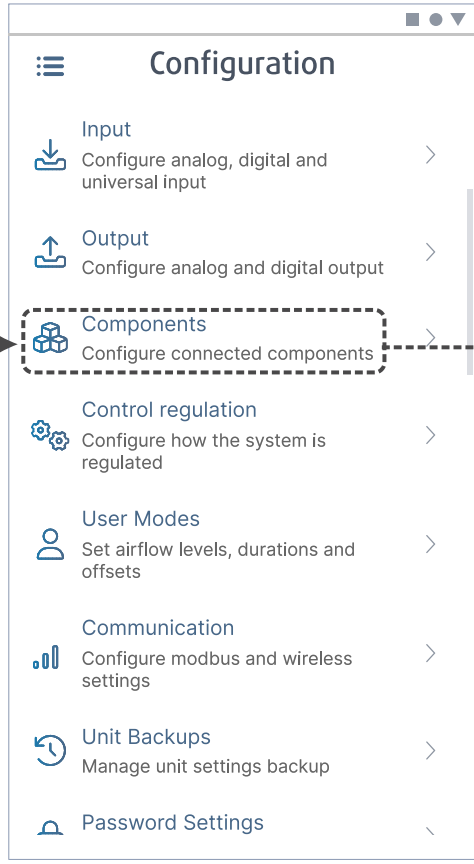 Configuration
Input
Configure analog, digital and
universal input
Output
Configure analog and digital output
Components
Configure connected components
Control regulation
Configure how the system is
regulated
User Modes
Set airflow levels, durations and
offsets
Communication
Configure modbus and wireless
settings
Unit Backups
Manage unit settings backup
Password Settings